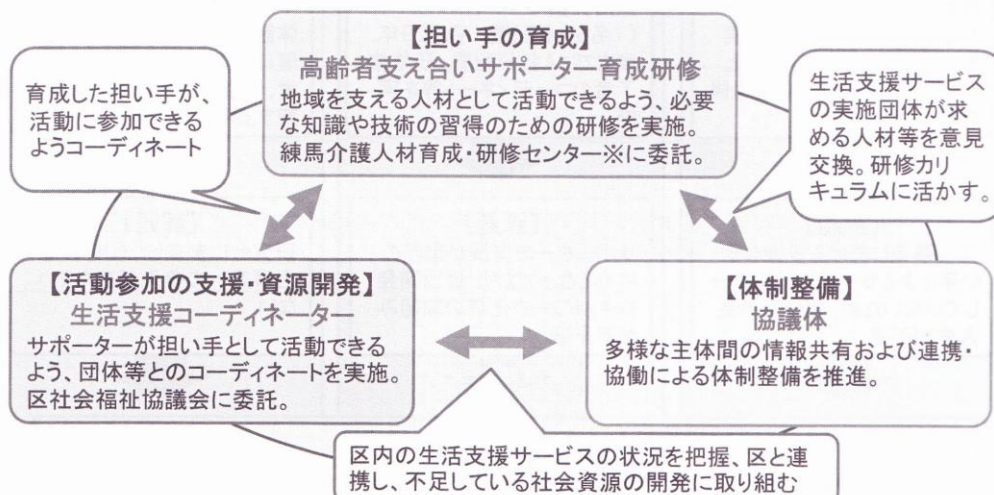 【担い手の育成】
高齢者支え合いサポーター育成研修
地域を支える人材として活動できるよう、必要
な知識や技術の習得のための研修を実施。
練馬介護人材育成・研修センター※に委託。
育成した担い手が、
活動に参加できる
ようコーディネート
生活支援サービス
の実施団体が求
める人材等を意見
交換。研修カリ
キュラムに活かす。
【活動参加の支援・資源開発】
生活支援コーディネーター
サポーターが担い手として活動できる
よう、団体等とのコーディネートを実施。
区社会福祉協議会に委託。
【体制整備】
協議体
多様な主体間の情報共有および連携・
協働による体制整備を推進。
区内の生活支援サービスの状況を把握、区と連
携し、不足している社会資源の開発に取り組む